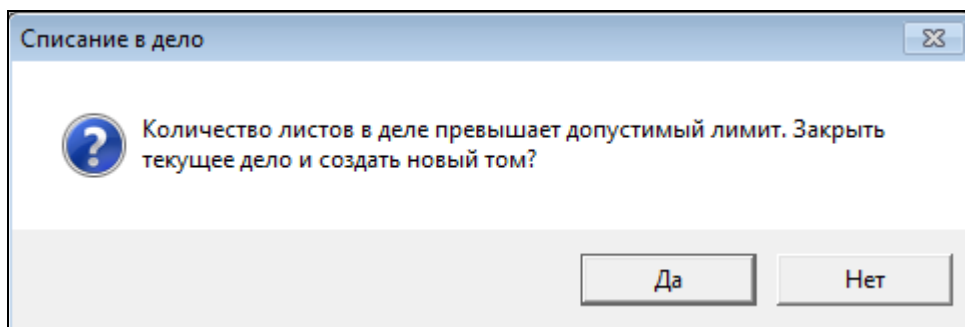 Списание в дело
Количество листов в деле превышает допустимый лимит. Закрыть
текущее дело и создать новый том?
Да
Нет